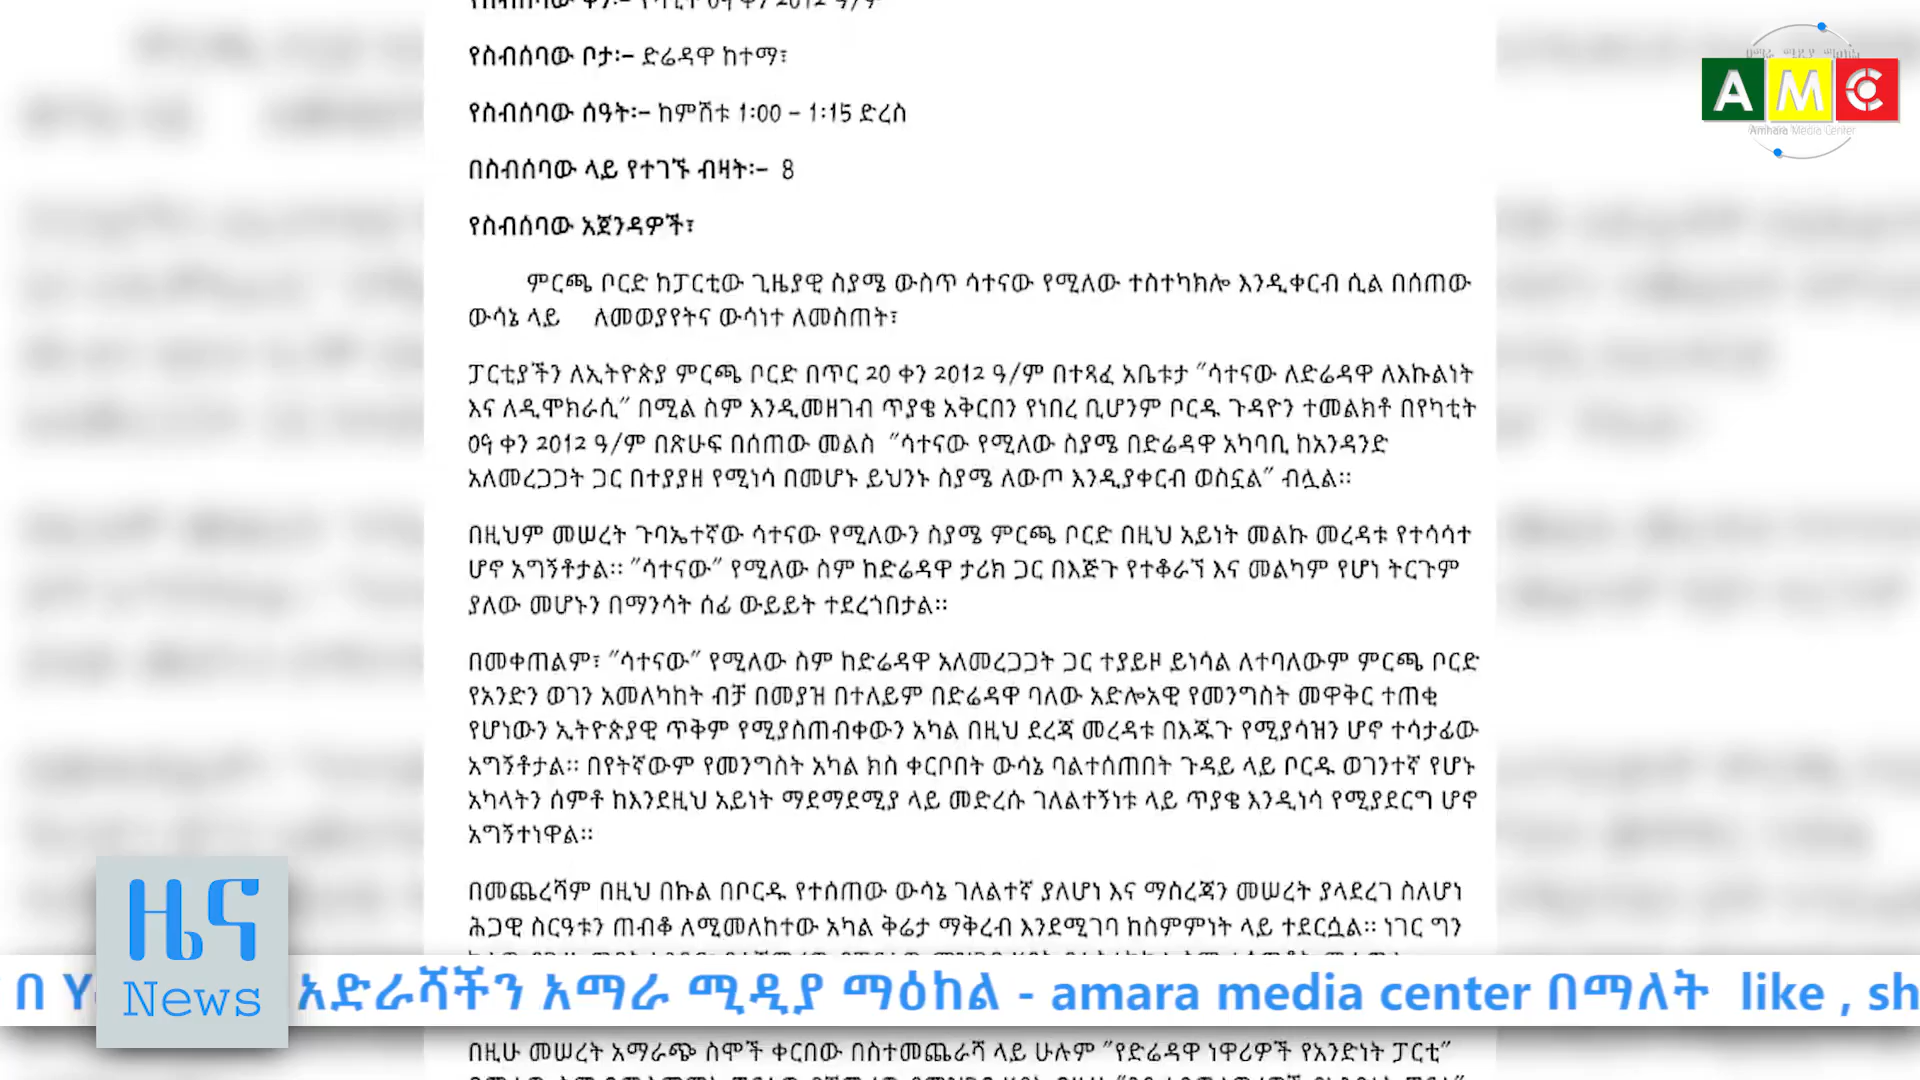 የስብሰባው ቦታ፡– ድሬዳዋ ከተማ፣
የስብሰባው ሰዓት፡– ከምሽቱ 1፡00 – 1፡15 ድረስ
በስብሰባው ላይ የተገኙ ብዛት፡– 8
የስብሰባው አጀንዳዎች፣
ምርጫ ቦርድ ከፓርቲው ጊዜያዊ ስያሜ ውስጥ ሳተናው የሚለው ተስተካክሎ እንዲቀርብ ሲል በሰጠው
ውሳኔ ላይ ለመወያየትና ውሳነተ ለመስጠት፣
ፓርቲያችን ለኢትዮጵያ ምርጫ ቦርድ በጥር 20 ቀን 2012 ዓ/ም በተጻፈ አቤቱታ "ሳተናው ለድሬዳዋ ለእኩልነት
እና ለዲሞክራሲ" በሚል ስም እንዲመዘገብ ጥያቄ አቅርበን የነበረ ቢሆንም ቦርዱ ጉዳዮን ተመልክቶ በየካቲት
09 ቀን 2012 ዓ/ም በጽሁፍ በሰጠው መልስ "ሳተናው የሚለው ስያሜ በድሬዳዋ አካባቢ ከአንዳንድ
አለመረጋጋት ጋር በተያያዘ የሚነሳ በመሆኑ ይህንኑ ስያሜ ለውጦ እንዲያቀርብ ወስኗል" ብሏል፡፡
በዚህም መሠረት ጉባኤተኛው ሳተናው የሚለውን ስያሜ ምርጫ ቦርድ በዚህ አይነት መልኩ መረዳቱ የተሳሳተ
ሆኖ አግኝቶታል፡፡ "ሳተናው" የሚለው ስም ከድሬዳዋ ታሪክ ጋር በእጅጉ የተቆራኘ እና መልካም የሆነ ትርጉም
ያለው መሆኑን በማንሳት ሰፊ ውይይት ተደረጎበታል፡፡
በመቀጠልም፣ "ሳተናው" የሚለው ስም ከድሬዳዋ አለመረጋጋት ጋር ተያይዞ ይነሳል ለተባለውም ምርጫ ቦርድ
የአንድን ወገን አመለካከት ብቻ በመያዝ በተለይም በድሬዳዋ ባለው አድሎአዊ የመንግስት መዋቅር ተጠቂ
የሆነውን ኢትዮጵያዊ ጥቅም የሚያስጠብቀውን አካል በዚህ ደረጃ መረዳቱ በእጁጉ የሚያሳዝን ሆኖ ተሳታፊው
አግኝቶታል፡፡ በየትኛውም የመንግስት አካል ክስ ቀርቦበት ውሳኔ ባልተሰጠበት ጉዳይ ላይ ቦርዱ ወገንተኛ የሆኑ
አካላትን ሰምቶ ከእንደዚህ አይነት ማደማደሚያ ላይ መድረሱ ገለልተኝነቱ ላይ ጥያቄ እንዲነሳ የሚያደርግ ሆኖ
አግኝተነዋል፡፡
በመጨረሻም በዚህ በኩል በቦርዱ የተሰጠው ውሳኔ ገለልተኛ ያለሆነ እና ማስረጃን መሠረት ያላደረገ ስለሆነ
ሕጋዊ ስርዓቱን ጠብቆ ለሚመለከተው አካል ቅሬታ ማቅረብ እንደሚገባ ከስምምነት ላይ ተደርሷል፡፡ ነገር ግን
በዚሁ መሠረት አማራጭ ስሞች ቀርበው በስተመጨራሻ ላይ ሁሉም "የድሬዳዋ ነዋሪዎች የአንድነት ፓርቲ"
AMC
Amhara Media Center
ዜና
News
በ Y
አድራሻችን አማራ ሚዲያ ማዕከል - amara media center በማለት like , sh